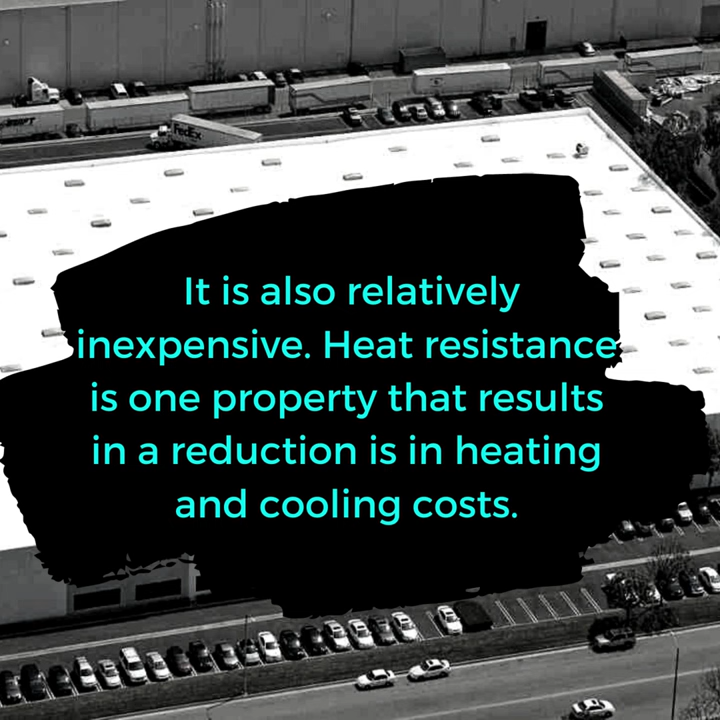 FedEx
It is also relatively
inexpensive. Heat resistance
is one property that results
in a reduction is in heating
and cooling costs.